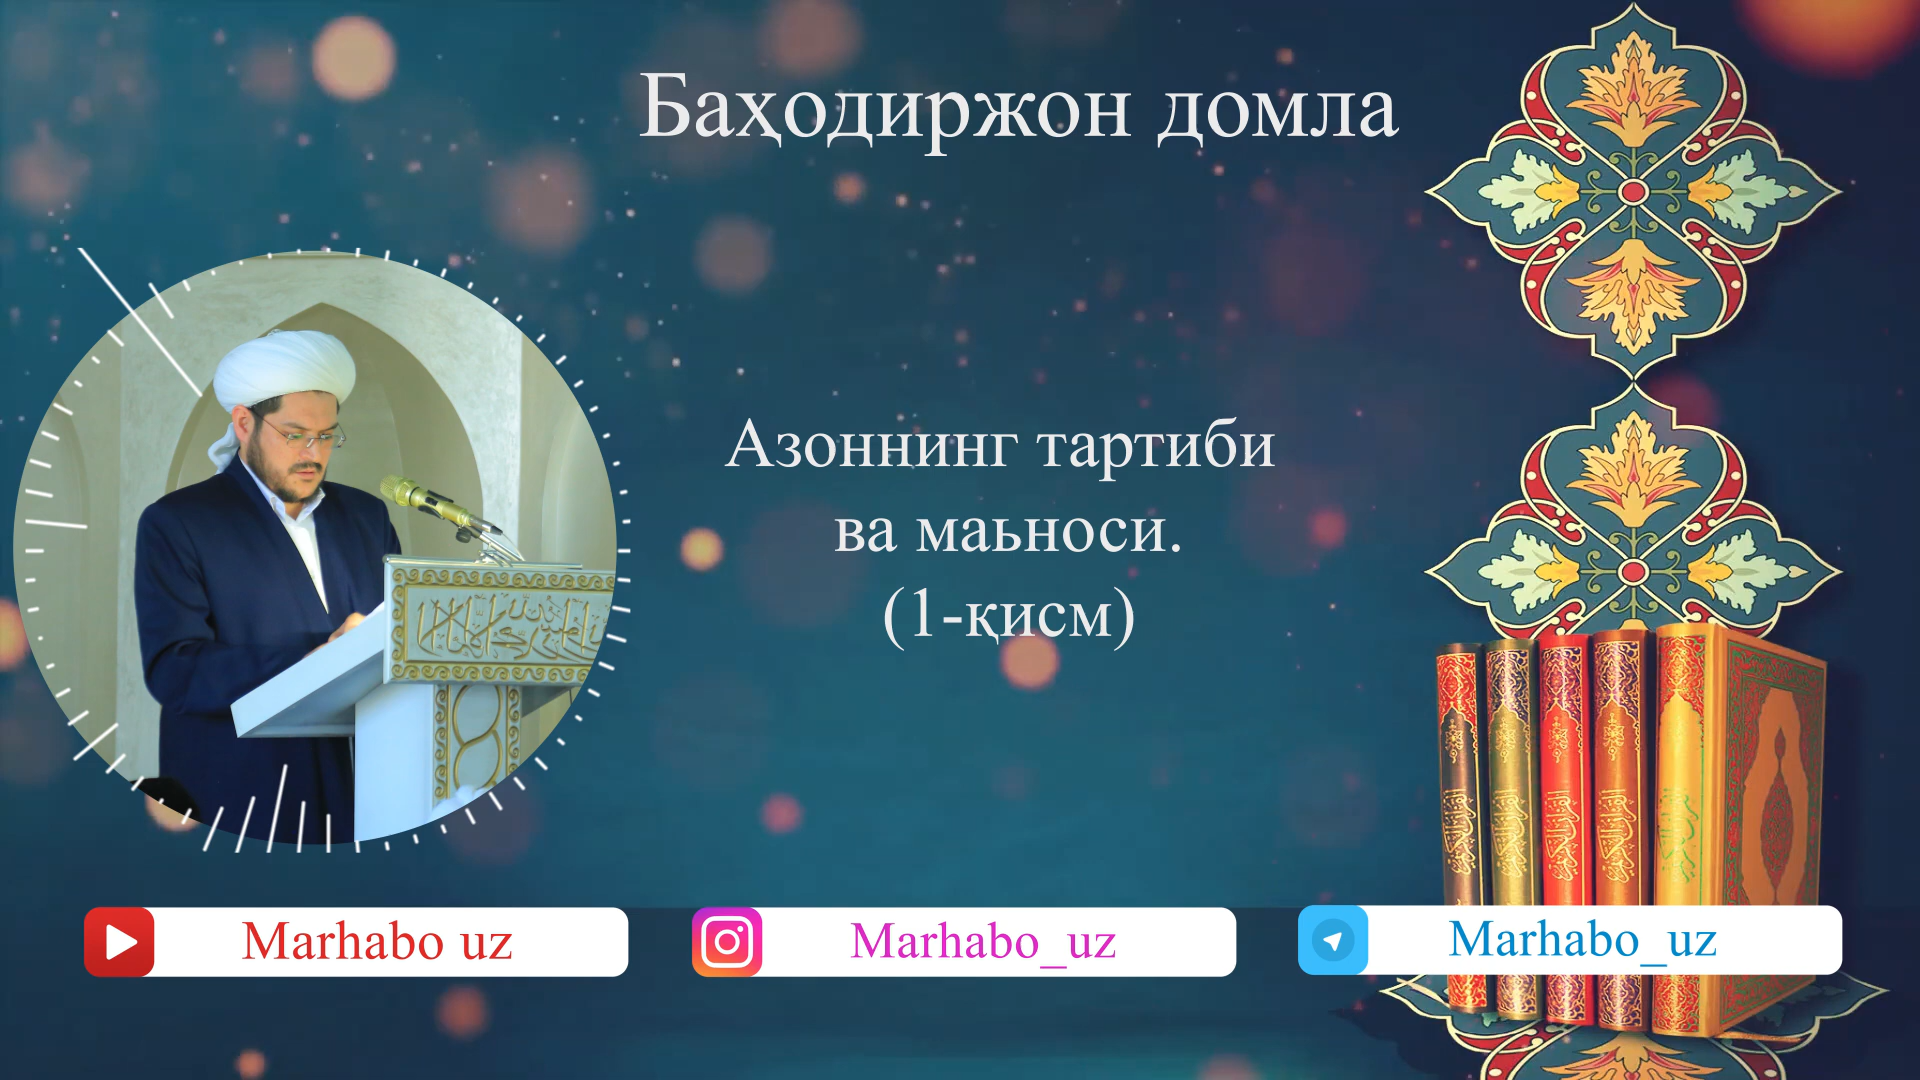 Баҳодиржон домла
Азоннинг тартиби
ва маьноси.
(1-қисм)
Marhabo uz
Marhabo_uz
Marhabo_uz